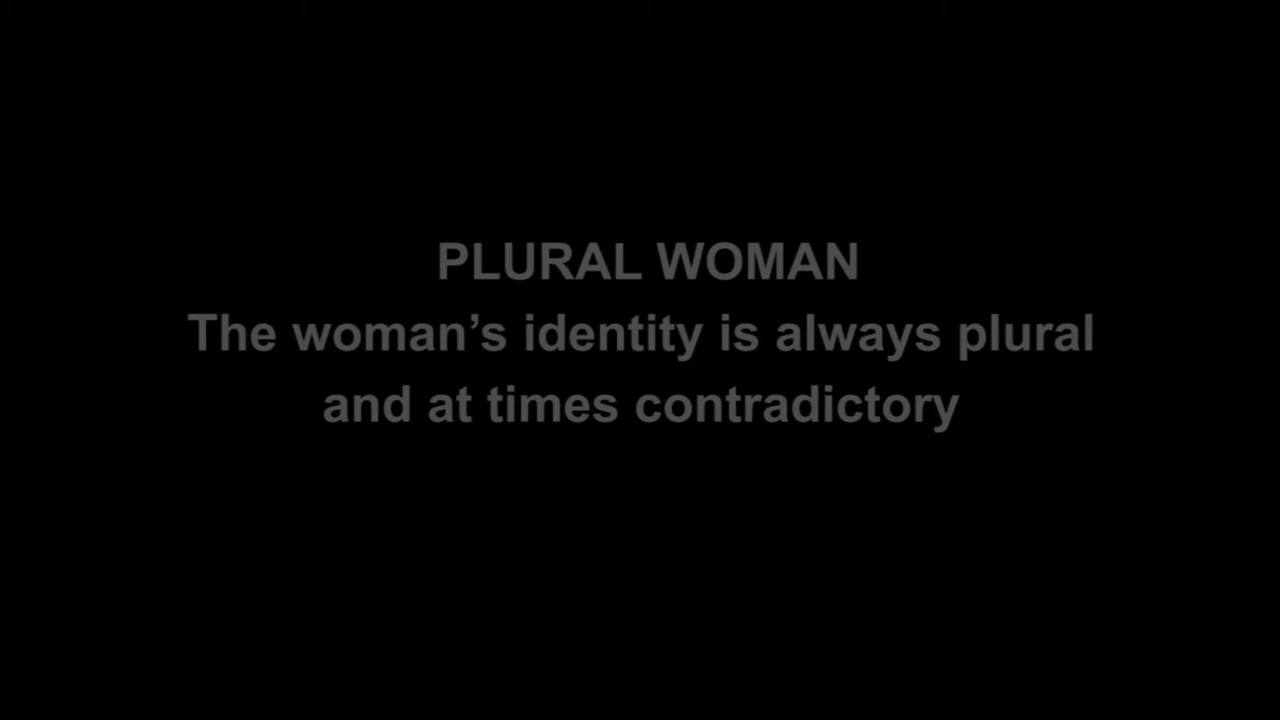 PLURAL WOMAN
The woman’s identity is always plural
and at times contradictory